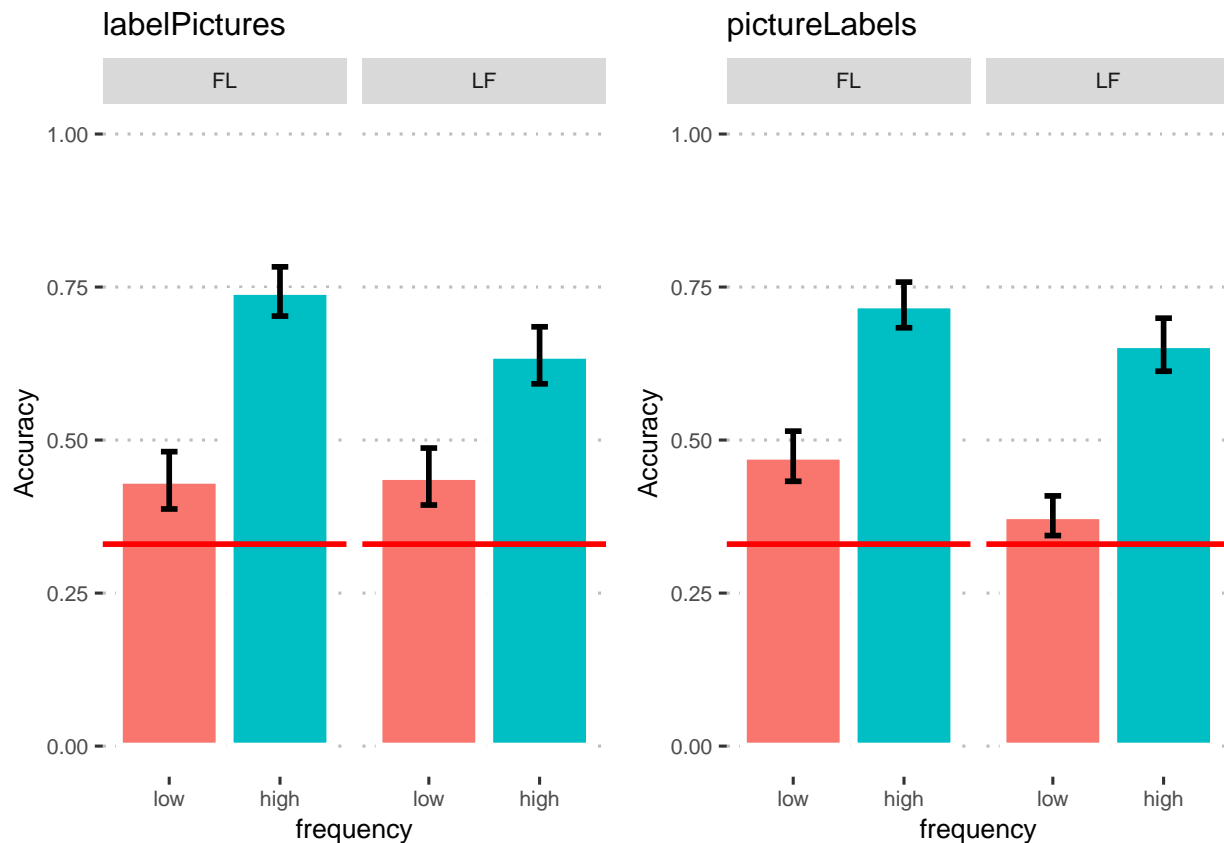 labelPictures
FL LF
1.00
0.75
0.50
0.25
0.00
Accuracy
low high low high
frequency
pictureLabels
FL LF
1.00
0.75
0.50
0.25
0.00
Accuracy
low high low high
frequency